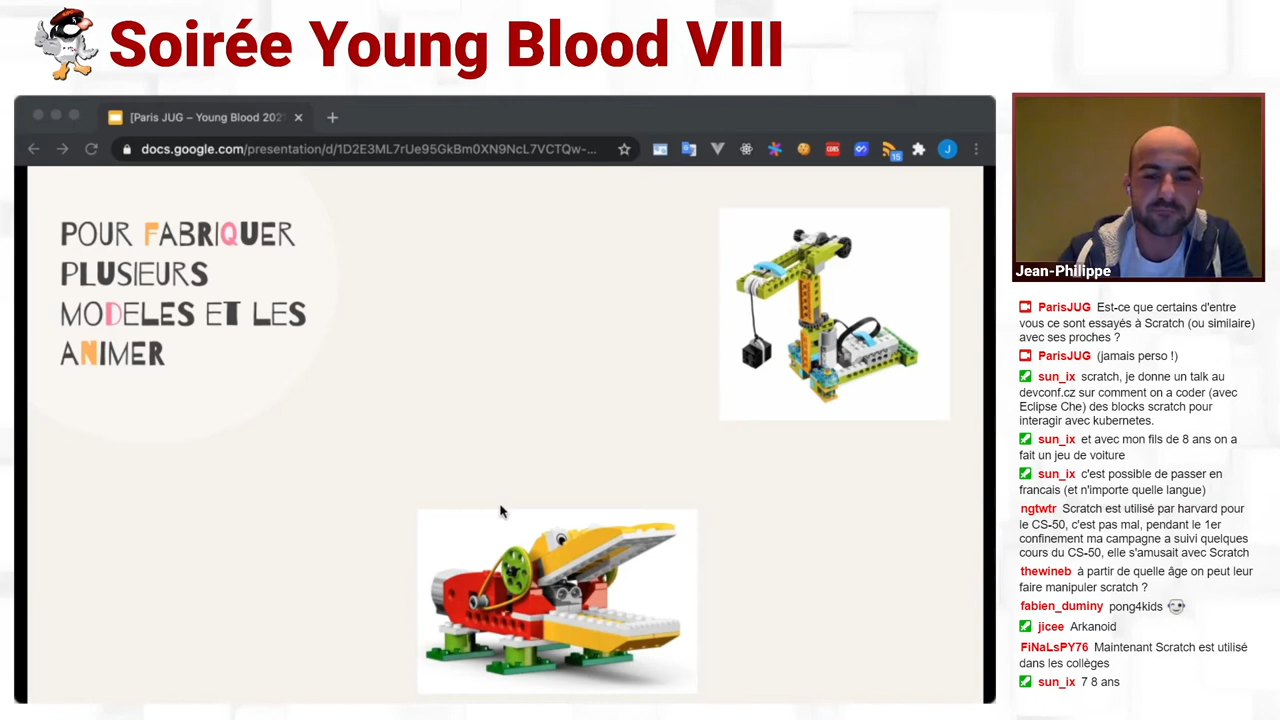 Soirée Young Blood VIII
[Paris JUG – Young Blood 202
docs.google.com/presentation/d/1D2E3ML7rUe95GkBm0XN9NcL7VCTQw-...
CORS
15
J
POUR FABRIQUER
PLUSIEURS
MODELES ET LES
ANIMER
Jean-Philippe
ParisJUG Est-ce que certains d'entre
vous ce sont essayés à Scratch (ou similaire)
avec ses proches ?
ParisJUG (jamais perso !)
sun_ix scratch, je donne un talk au
devconf.cz sur comment on a coder (avec
Eclipse Che) des blocks scratch pour
interagir avec kubernetes.
sun_ix et avec mon fils de 8 ans on a
fait un jeu de voiture
sun_ix c'est possible de passer en
francais (et n'importe quelle langue)
ngtwtr Scratch est utilisé par harvard pour
le CS-50, c'est pas mal, pendant le 1er
confinement ma campagne a suivi quelques
cours du CS-50, elle s'amusait avec Scratch
thewineb à partir de quelle âge on peut leur
faire manipuler scratch ?
fabien_duminy pong4kids
jicee Arkanoid
FiNaLsPY76 Maintenant Scratch est utilisé
dans les collèges
sun_ix 7 8 ans